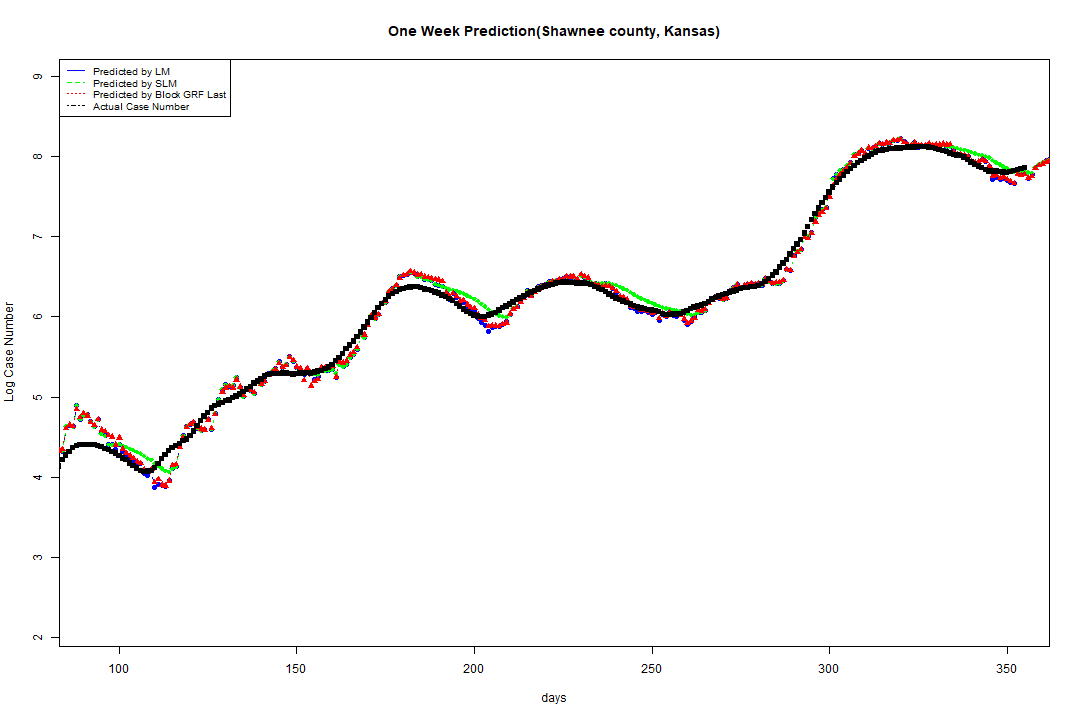 One Week Prediction(Shawnee county, Kansas)
Predicted by LM
Predicted by SLM
Predicted by Block GRF Last
Actual Case Number
Log Case Number
9
8
7
6
5
4
3
2
100 150 200 250 300 350
days